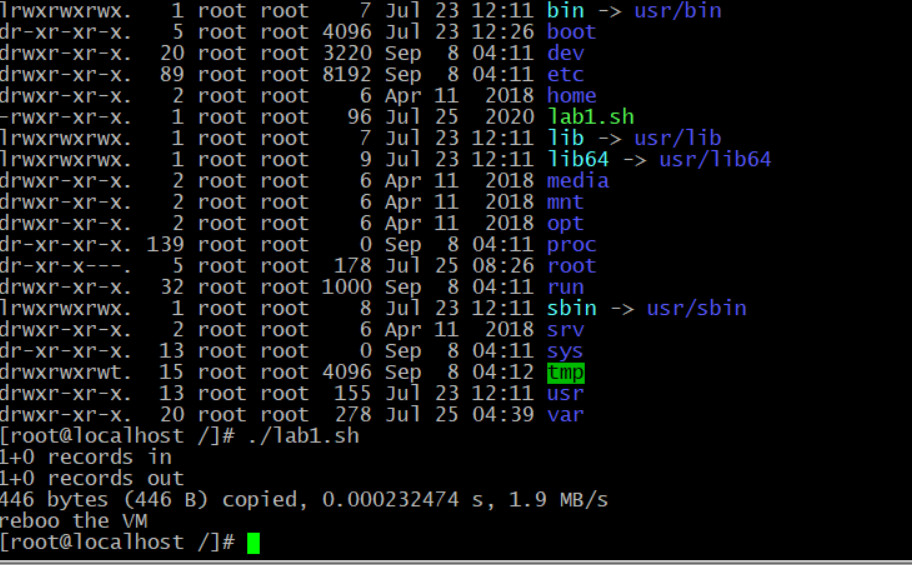 lrwxrwxrwx.   1 root root    7 Jul 23 12:11 bin -> usr/bin
dr-xr-xr-x.   5 root root 4096 Jul 23 12:26 boot
drwxr-xr-x.  20 root root 3220 Sep  8 04:11 dev
drwxr-xr-x.  89 root root 8192 Sep  8 04:11 etc
drwxr-xr-x.   2 root root    6 Apr 11  2018 home
-rwxr-xr-x.   1 root root   96 Jul 25  2020 lab1.sh
lrwxrwxrwx.   1 root root    7 Jul 23 12:11 lib -> usr/lib
lrwxrwxrwx.   1 root root    9 Jul 23 12:11 lib64 -> usr/lib64
drwxr-xr-x.   2 root root    6 Apr 11  2018 media
drwxr-xr-x.   2 root root    6 Apr 11  2018 mnt
drwxr-xr-x.   2 root root    6 Apr 11  2018 opt
dr-xr-xr-x. 139 root root    0 Sep  8 04:11 proc
dr-xr-x---.   5 root root  178 Jul 25 08:26 root
drwxr-xr-x.  32 root root 1000 Sep  8 04:11 run
lrwxrwxrwx.   1 root root    8 Jul 23 12:11 sbin -> usr/sbin
drwxr-xr-x.   2 root root    6 Apr 11  2018 srv
dr-xr-xr-x.  13 root root    0 Sep  8 04:11 sys
drwxrwxrwt.  15 root root 4096 Sep  8 04:12 tmp
drwxr-xr-x.  13 root root  155 Jul 23 12:11 usr
drwxr-xr-x.  20 root root  278 Jul 25 04:39 var
[root@localhost /]# ./lab1.sh
1+0 records in
1+0 records out
446 bytes (446 B) copied, 0.000232474 s, 1.9 MB/s
reboo the VM
[root@localhost /]#